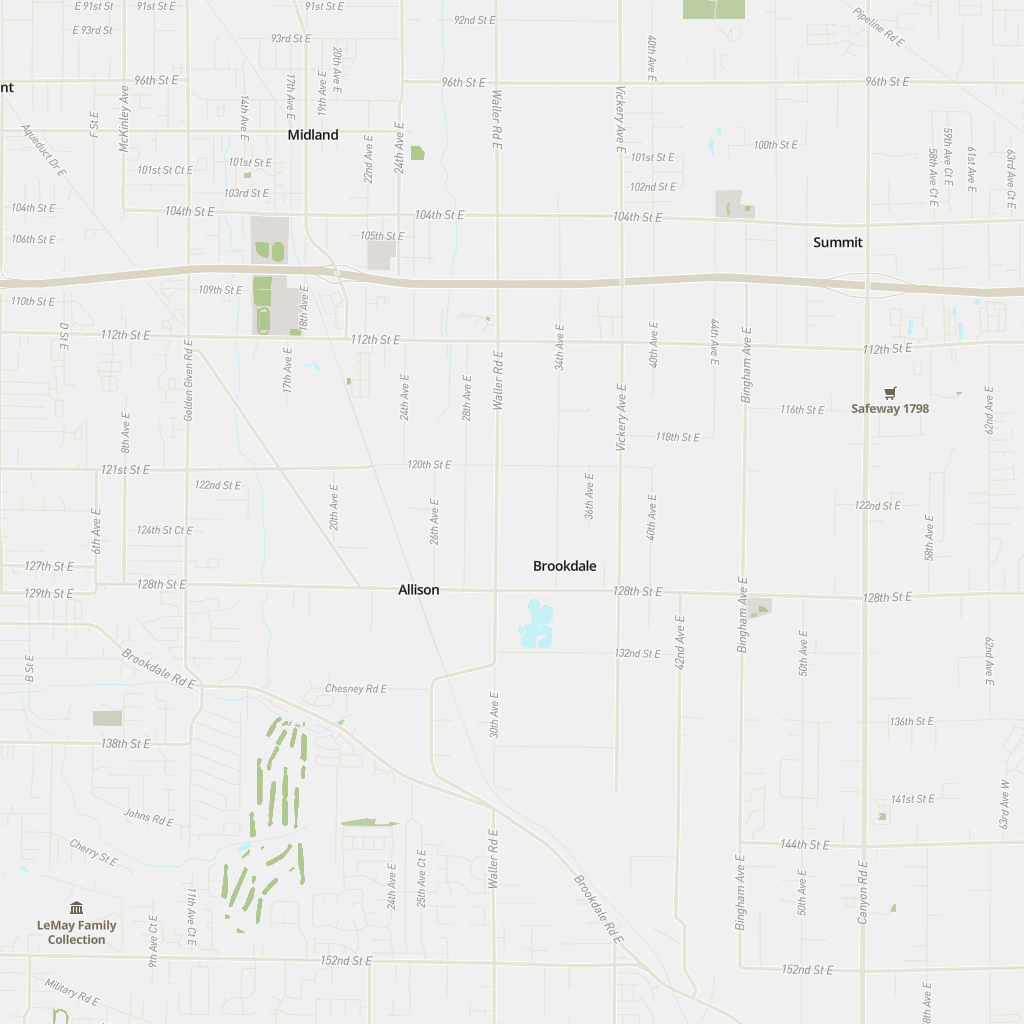 E 91st St
91st St E
91st St E
92nd St E
Pipeline Rd E
E 93rd St
93rd St E
20th Ave E
40th Ave E
nt
96th St E
96th St E
96th St E
17th Ave E
19th Ave E
McKinley Ave
F St E
14th Ave E
Waller Rd E
Vickery Ave E
Midland
Aqueduct Dr E
22nd Ave E
24th Ave E
100th St E
101st St E
101st St E
101st St Ct E
58th Ave Ct E
59th Ave Ct E
61st Ave E
63rd Ave Ct E
102nd St E
103rd St E
104th St E
104th St E
104th St E
104th St E
105th St E
106th St E
Summit
109th St E
110th St E
18th Ave E
D St E
112th St E
112th St E
112th St E
Golden Given Rd E
17th Ave E
34th Ave E
40th Ave E
44th Ave E
Bingham Ave E
24th Ave E
28th Ave E
Waller Rd E
Vickery Ave E
116th St E
Safeway 1798
62nd Ave E
8th Ave E
118th St E
120th St E
121st St E
122nd St E
122nd St E
20th Ave E
26th Ave E
36th Ave E
40th Ave E
6th Ave E
124th St Ct E
58th Ave E
127th St E
Brookdale
128th St E
Allison
128th St E
128th St E
129th St E
Bingham Ave E
42nd Ave E
50th Ave E
62nd Ave E
132nd St E
B St E
Brookdale Rd E
Chesney Rd E
30th Ave E
136th St E
138th St E
141st St E
63rd Ave W
Johns Rd E
Cherry St E
144th St E
Waller Rd E
24th Ave E
25th Ave Ct E
Bingham Ave E
50th Ave E
Canyon Rd E
Brookdale Rd E
11th Ave Ct E
9th Ave Ct E
LeMay Family
Collection
152nd St E
152nd St E
Military Rd E
8th Ave E